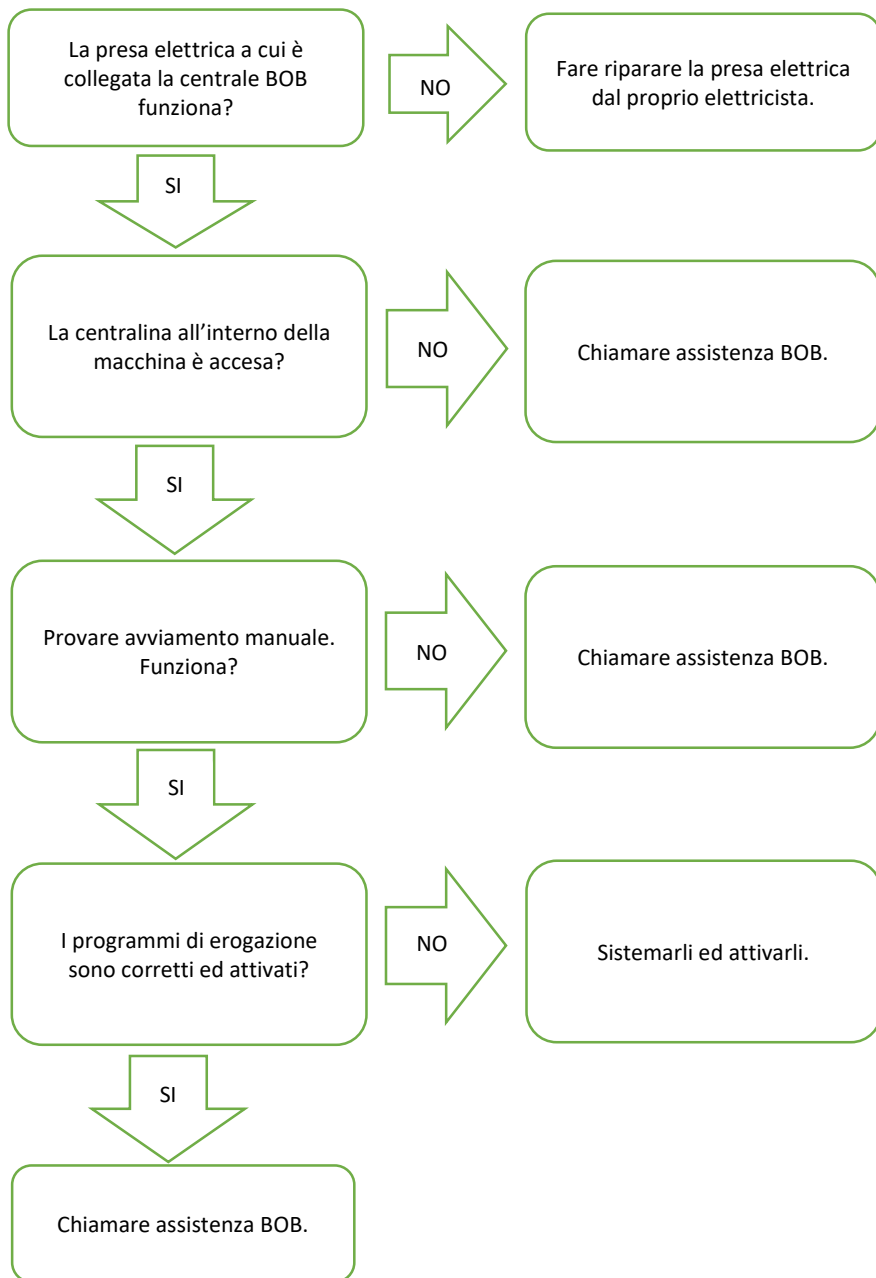 La presa elettrica a cui è
collegata la centrale BOB
funziona?
NO
Fare riparare la presa elettrica
dal proprio elettricista.
SI
La centralina all’interno della
macchina è accesa?
NO
Chiamare assistenza BOB.
SI
Provare avviamento manuale.
Funziona?
NO
Chiamare assistenza BOB.
SI
I programmi di erogazione
sono corretti ed attivati?
NO
Sistemarli ed attivarli.
SI
Chiamare assistenza BOB.